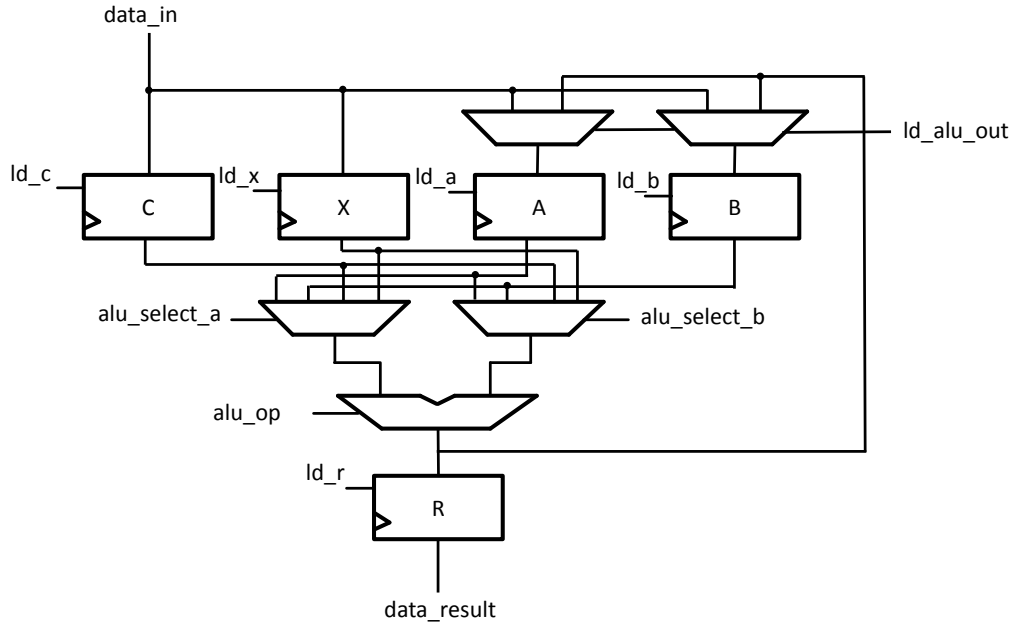 data_in
ld_alu_out
ld_c
ld_x
ld_a
ld_b
C
X
A
B
alu_select_a
alu_select_b
alu_op
ld_r
R
data_result